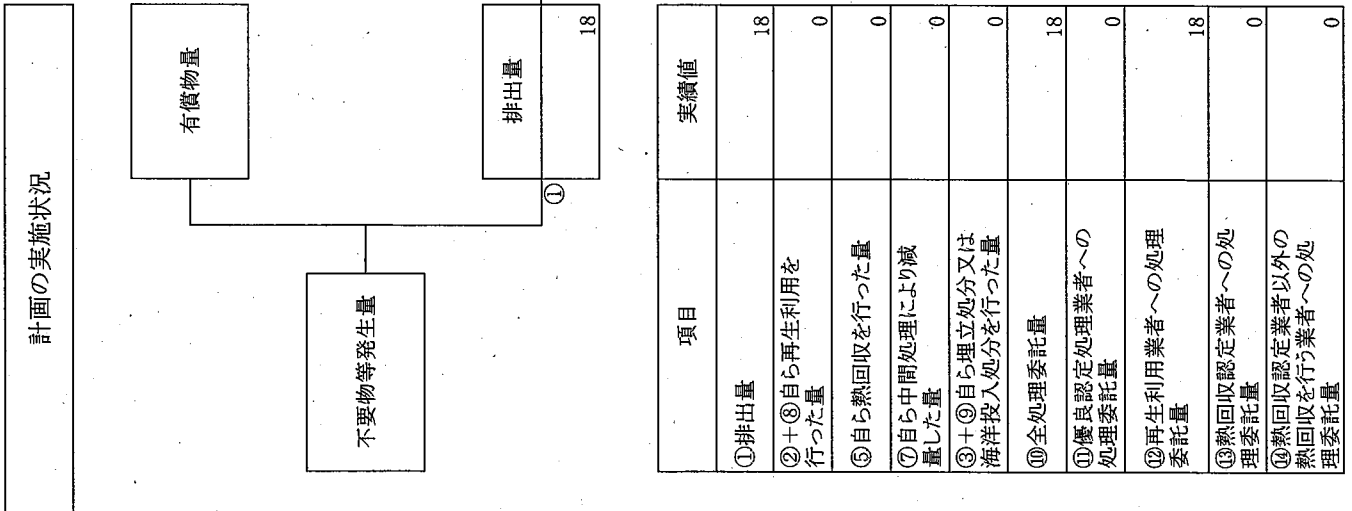 計画の実施状況
不要物等発生量
有償物量
①
排出量
18
項目
実績値
①排出量
18
②＋⑧自ら再生利用を
行った量
0
⑤自ら熱回収を行った量
0
⑦自ら中間処理により減
量した量
0
③＋⑨自ら埋立処分又は
海洋投入処分を行った量
0
⑩全処理委託量
18
⑪優良認定処理業者への
処理委託量
0
⑫再生利用業者への処理
委託量
18
⑬熱回収認定業者への処
理委託量
0
⑭熱回収認定業者以外の
熱回収を行う業者への処
理委託量
0